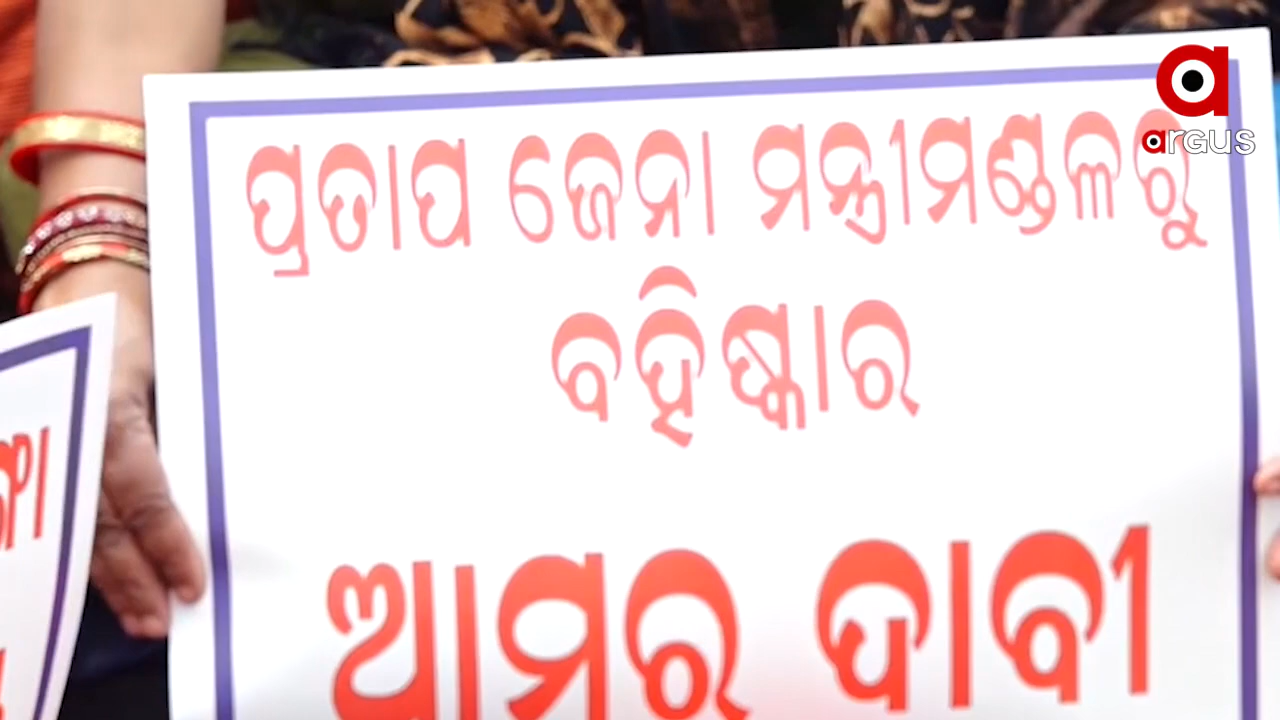 ପ୍ରତାପ ଜେନା ମନ୍ତ୍ରୀମଣ୍ଡଳରୁ
ବହିଷ୍କାର
ଆମର ଦାବୀ
argus